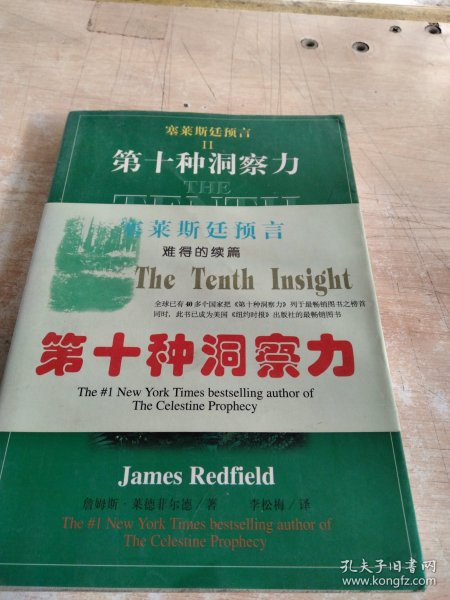 塞莱斯廷预言
II
第十种洞察力
THE
TENTH
塞莱斯廷预言
难得的续篇
The Tenth Insight
全球已有40多个国家把《第十种洞察力》列于最畅销图书之榜首
同时，此书已成为美国《纽约时报》出版社的最畅销图书
第十种洞察力
The #1 New York Times bestselling author of
The Celestine Prophecy
James Redfield
詹姆斯·莱德菲尔德／著 李松梅／译
The #1 New York Times bestselling author of
The Celestine Prophecy
孔夫子旧书网
www.kongfz.com